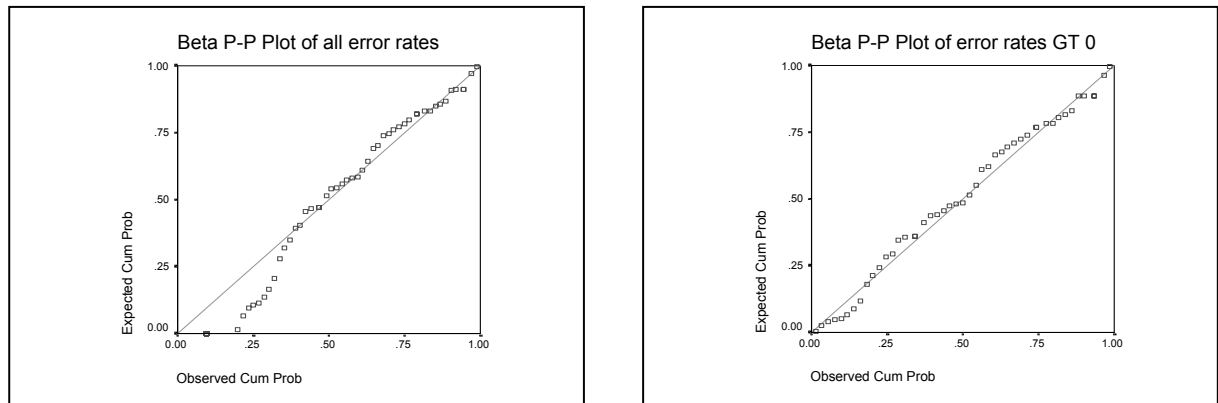 Beta P-P Plot of all error rates
1.00
.75
.50
.25
0.00
Expected Cum Prob
0.00 .25 .50 .75 1.00
Observed Cum Prob
Beta P-P Plot of error rates GT 0
1.00
.75
.50
.25
0.00
Expected Cum Prob
0.00 .25 .50 .75 1.00
Observed Cum Prob